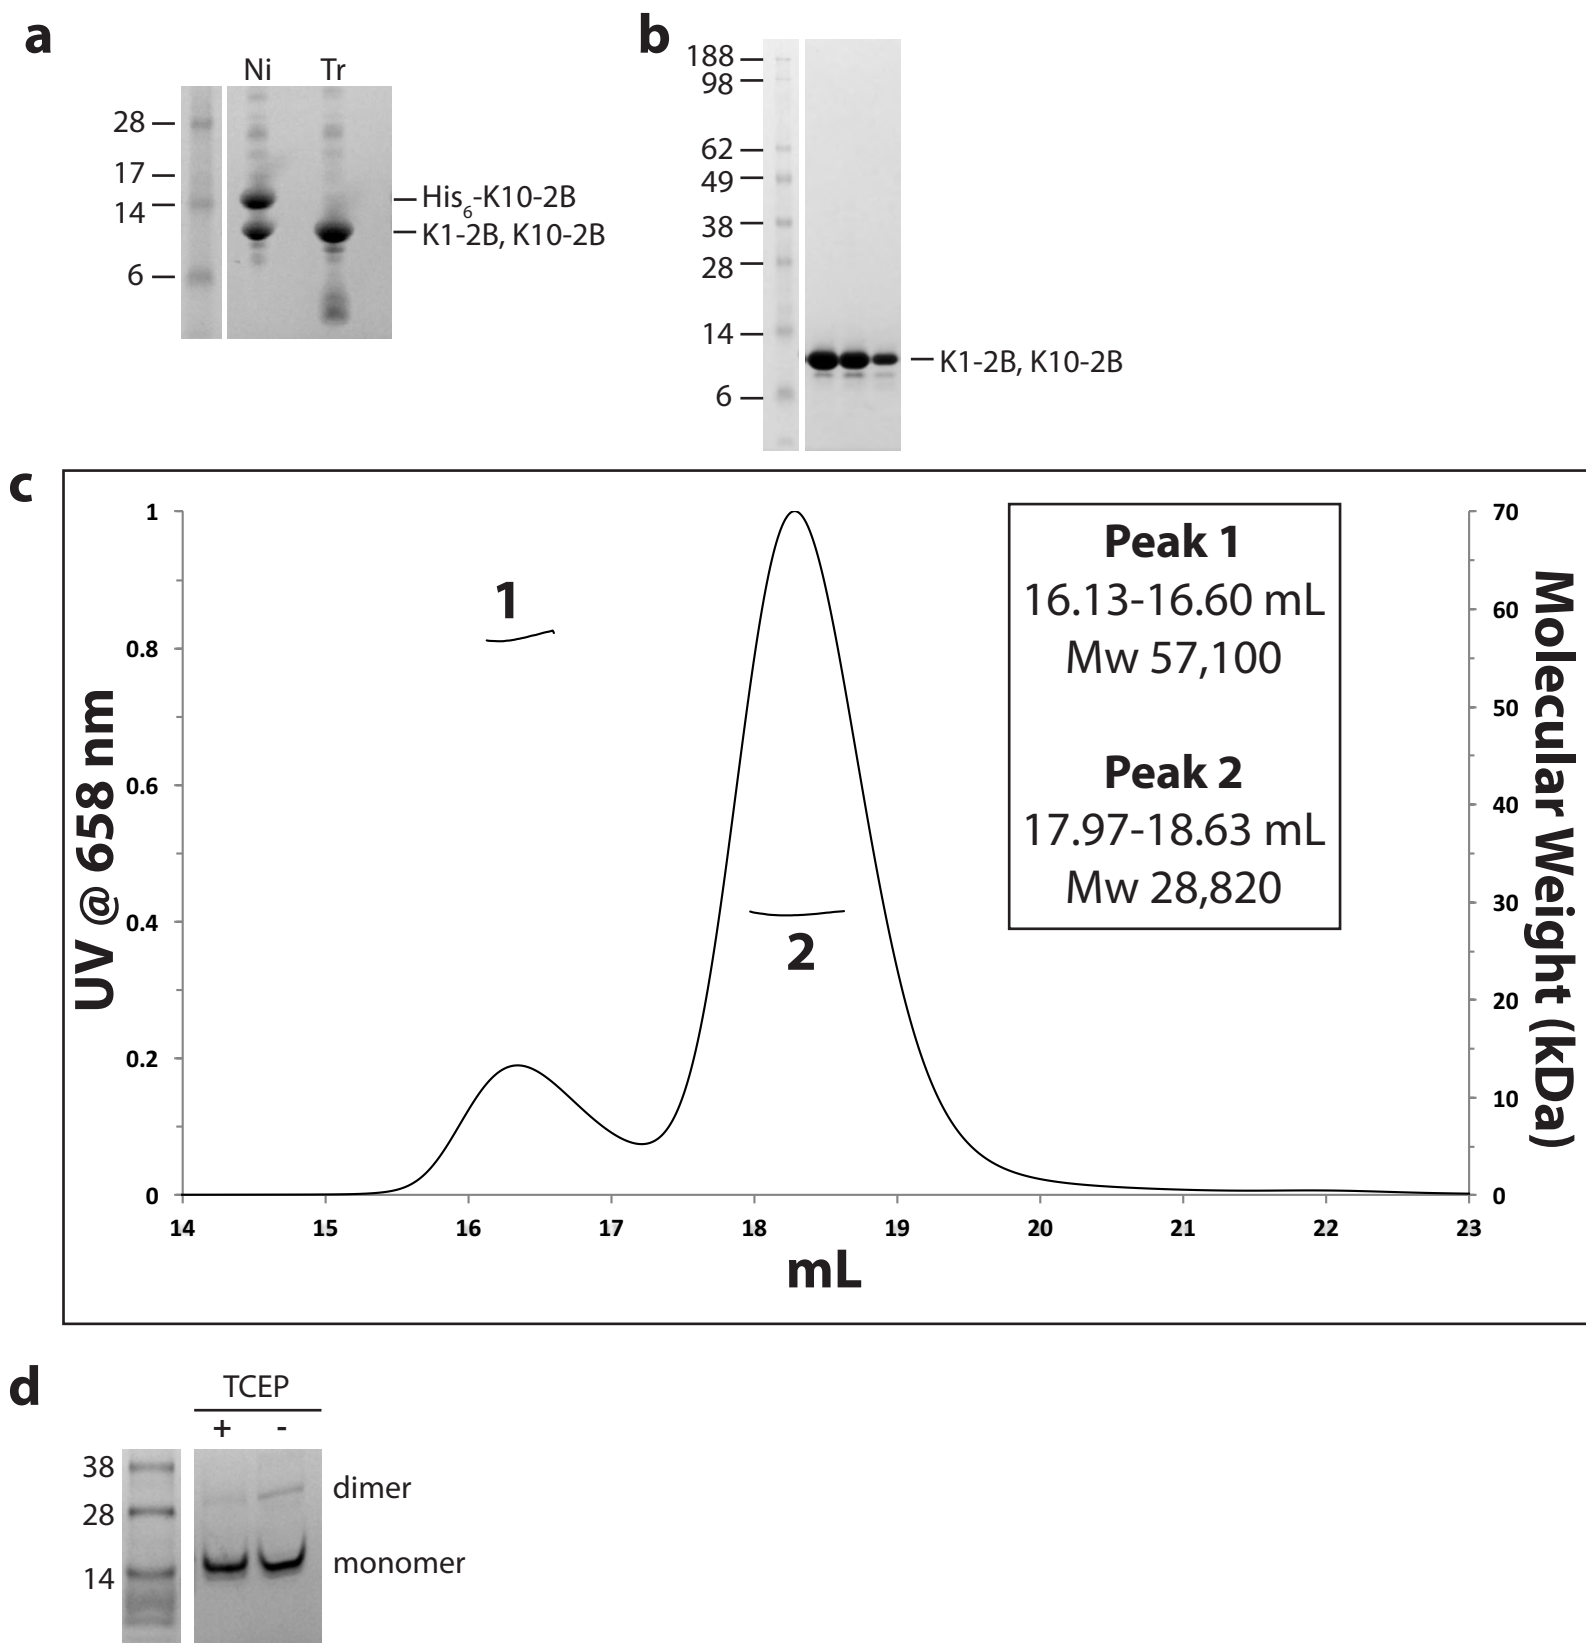 a
Ni Tr
28
17
14
6
His6-K10-2B
K1-2B, K10-2B
b
188
98
62
49
38
28
14
6
K1-2B, K10-2B
c
UV @ 658 nm
1
0.8
0.6
0.4
0.2
0
1
2
Peak 1
16.13-16.60 mL
Mw 57,100
Peak 2
17.97-18.63 mL
Mw 28,820
70
60
50
40
30
20
10
0
Molecular Weight (kDa)
14 15 16 17 18 19 20 21 22 23
mL
d
TCEP
+ -
38
28
14
dimer
monomer